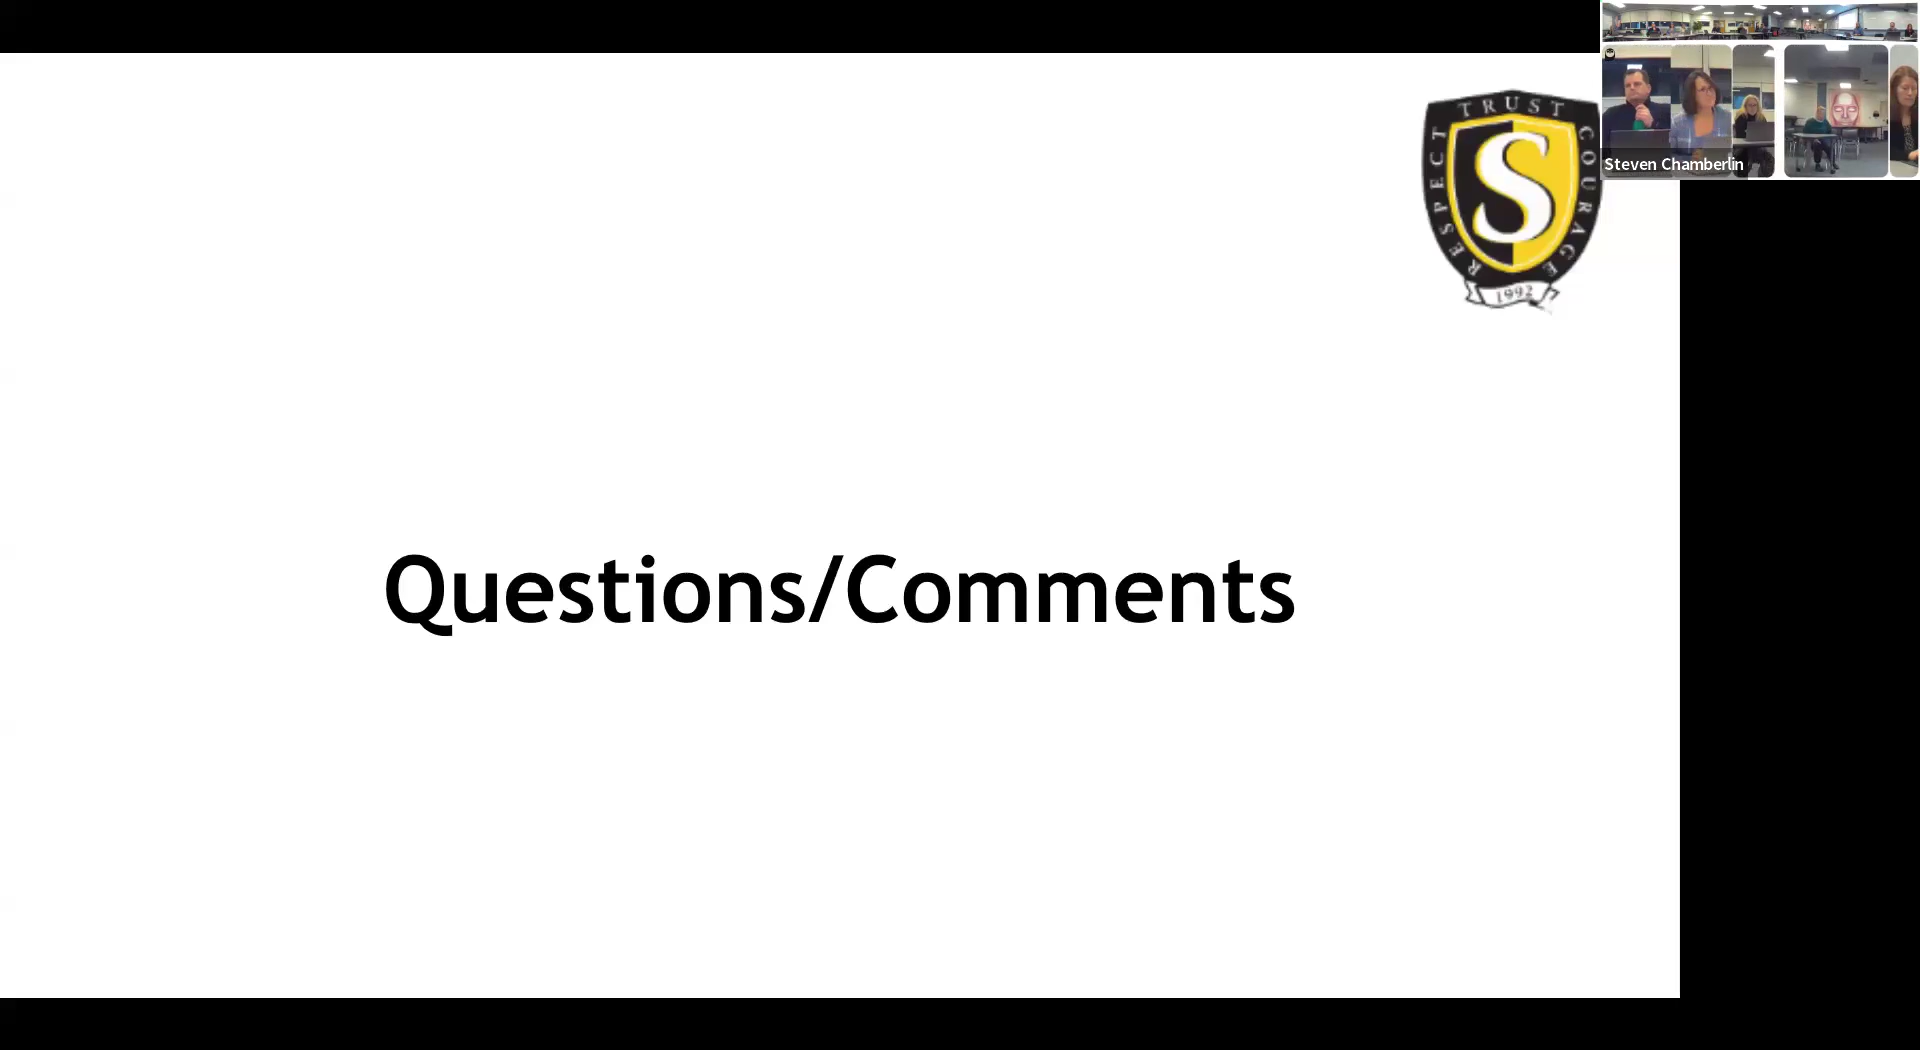 TRUST
RESPECT
COURAGE
S
1992
Steven Chamberlin
Questions/Comments